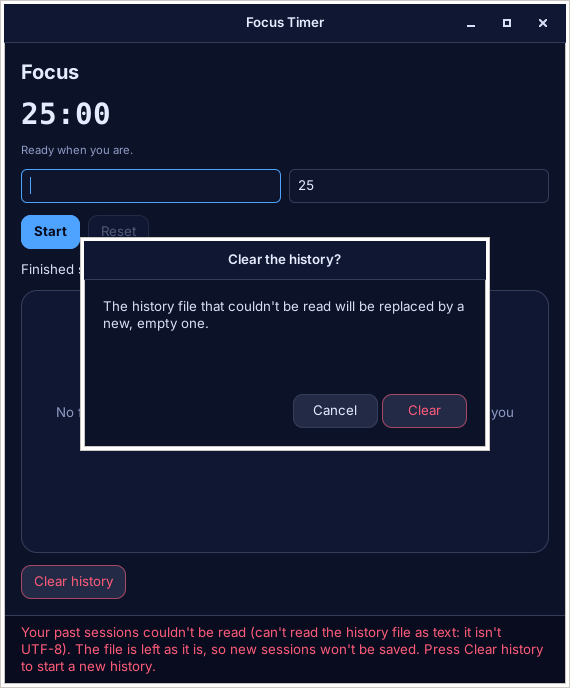 Focus Timer
Focus
25:00
Ready when you are.
25
Start
Reset
Finished
Clear the history?
The history file that couldn't be read will be replaced by a
new, empty one.
Cancel
Clear
No
you
Clear history
Your past sessions couldn't be read (can't read the history file as text: it isn't
UTF-8). The file is left as it is, so new sessions won't be saved. Press Clear history
to start a new history.